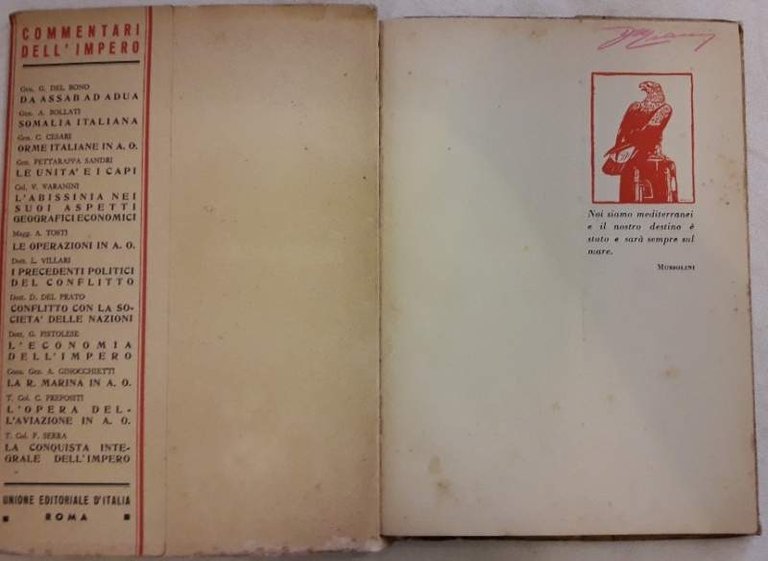 COMMENTARI
DELL'IMPERO
Gen. G. DEL BONO
DA ASSAB AD ADUA
Gen. A. BOLLATI
SOMALIA ITALIANA
Gen. C. CESARI
ORME ITALIANE IN A. O.
Gen. PETTARAPPA SANDRI
LE UNITA' E I CAPI
Col. V. VARANINI
L'ABISSINIA NEI
SUOI ASPETTI
GEOGRAFICI ECONOMICI
Magg. A. TOSTI
LE OPERAZIONI IN A. O.
Dott. L. VILLARI
I PRECEDENTI POLITICI
DEL CONFLITTO
Dott. D. DEL PRATO
CONFLITTO CON LA SO-
CIETA' DELLE NAZIONI
Dott. G. PISTOLESE
L'ECONOMIA
DELL'IMPERO
Gen. A. GINOCCHIETTI
LA R. MARINA IN A. O.
T. Col. C. PREPOSITI
L'OPERA DEL-
L'AVIAZIONE IN A. O.
T. Col. F. SERRA
LA CONQUISTA INTE-
GRALE DELL'IMPERO
UNIONE EDITORIALE D'ITALIA
ROMA
Noi siamo mediterranei
e il nostro destino è
stato e sarà sempre sul
mare.
MUSSOLINI